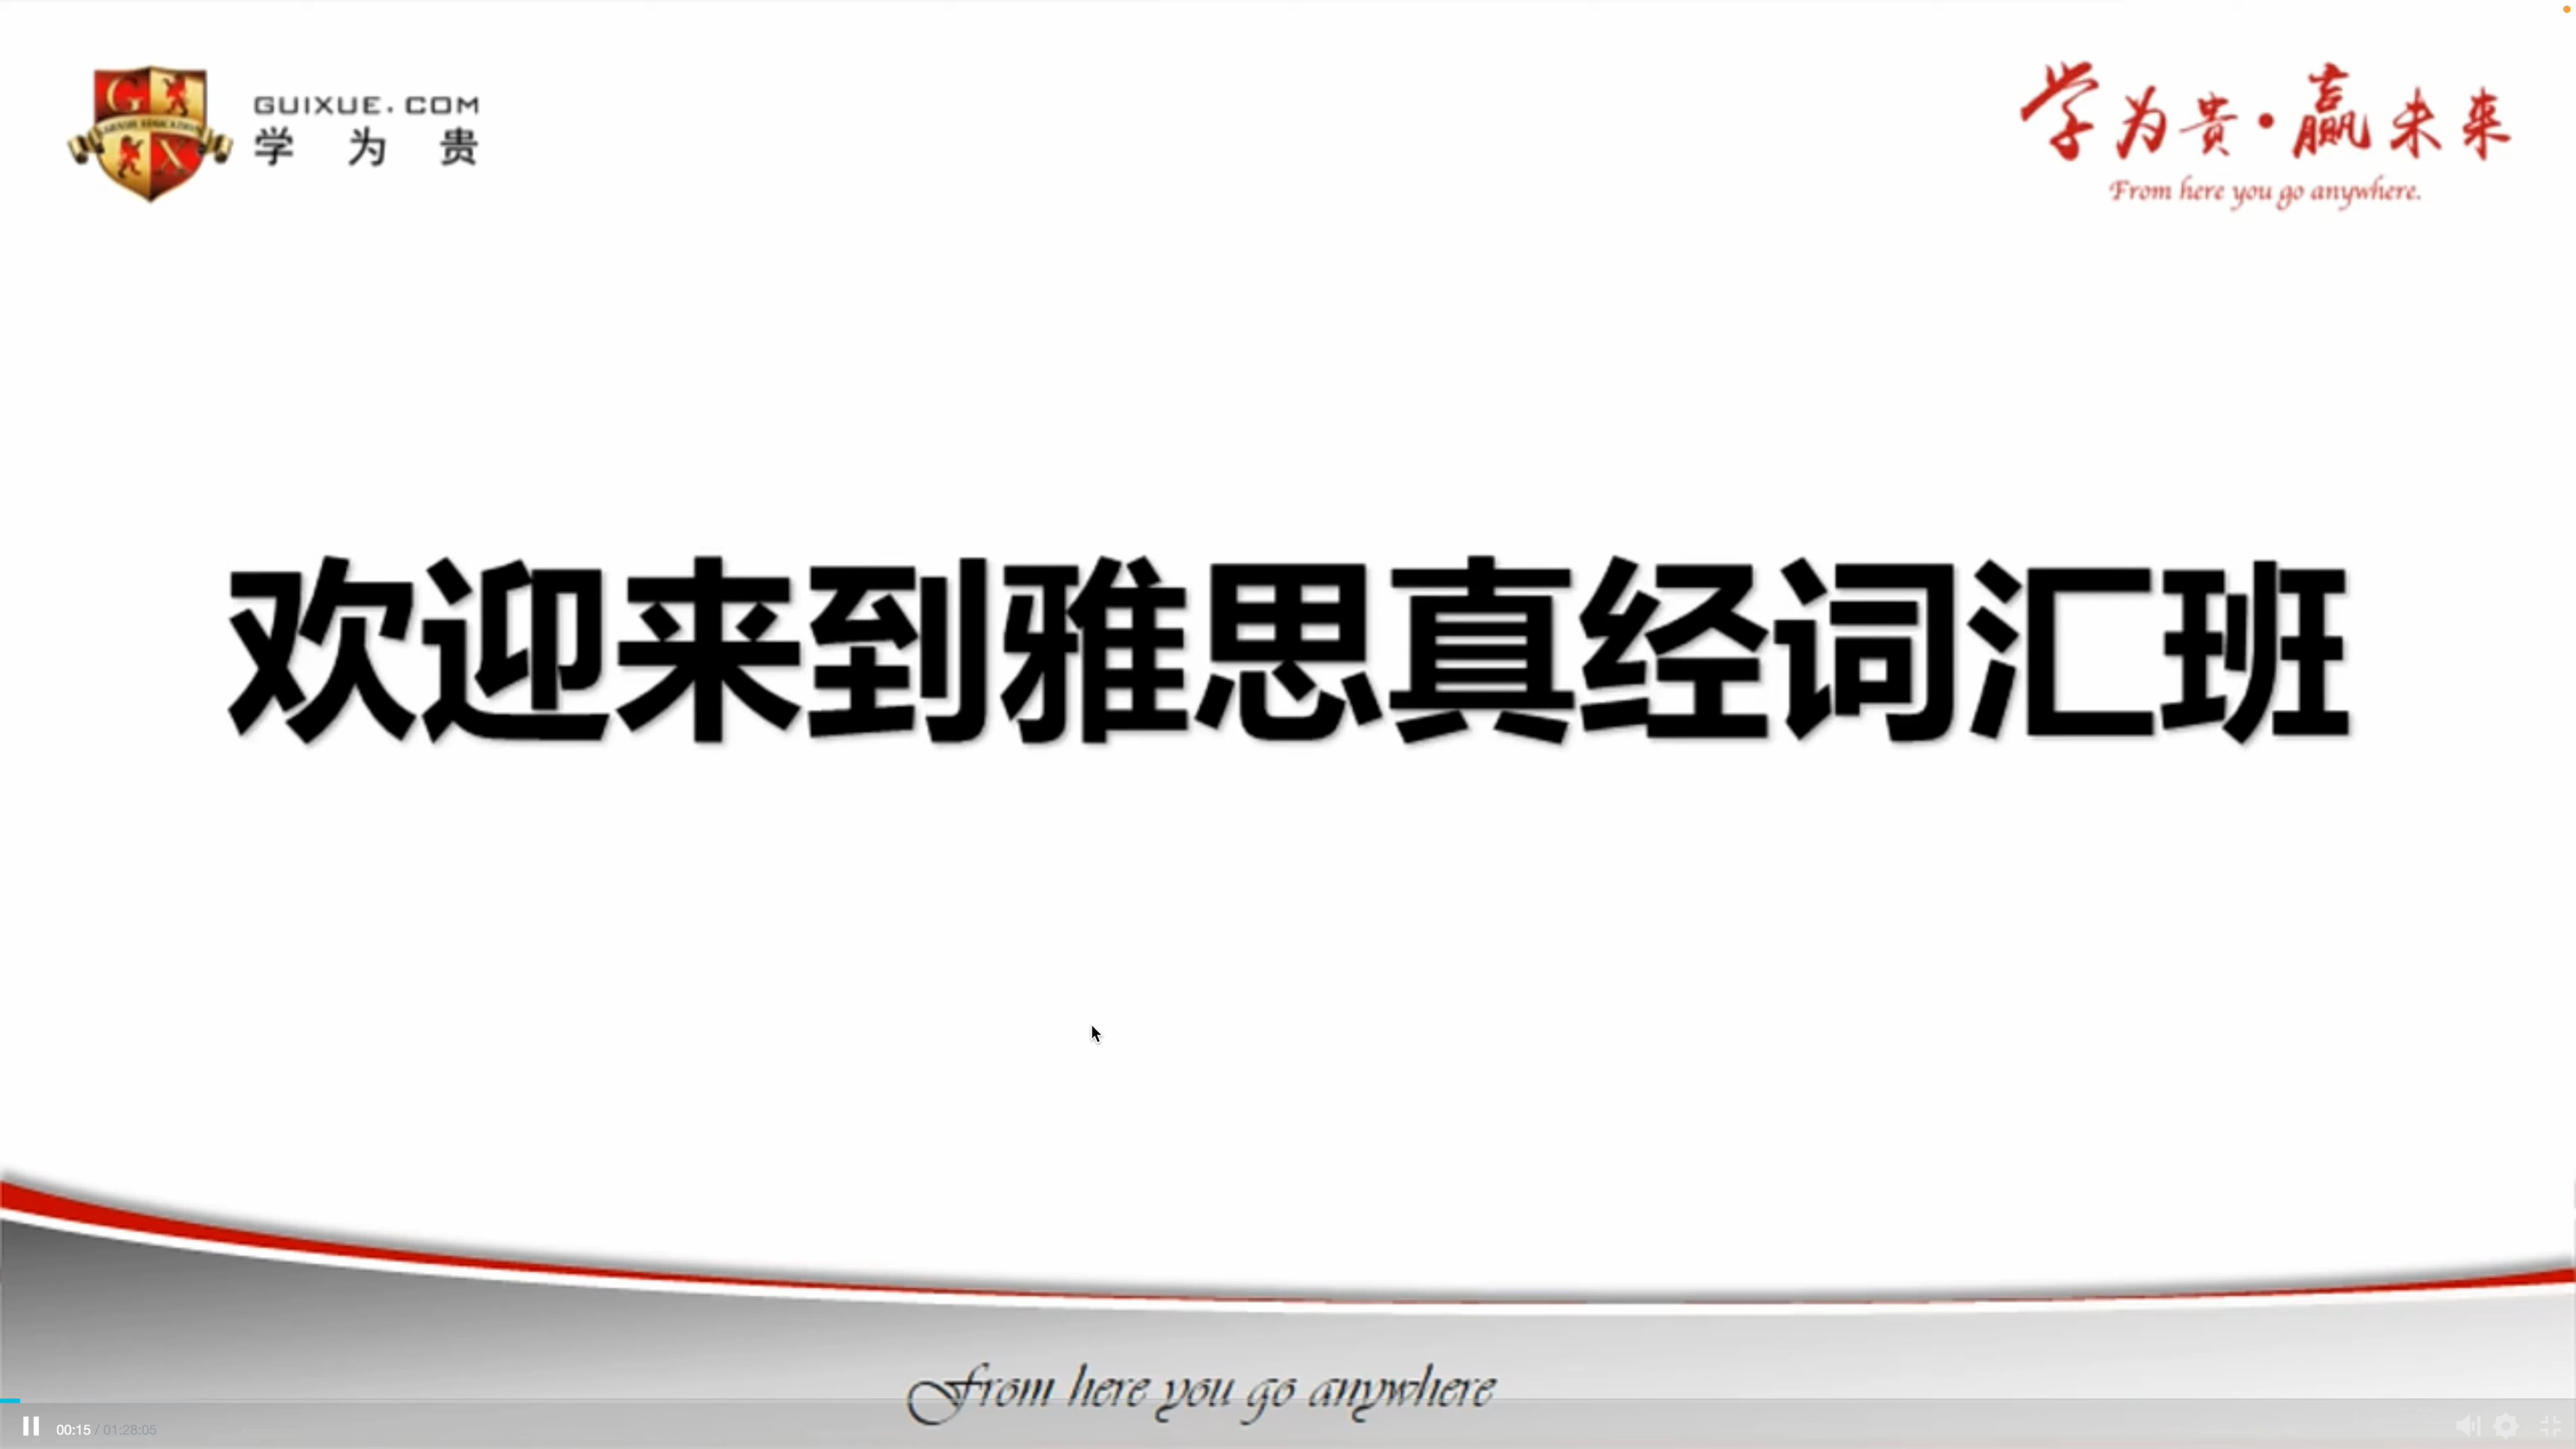 GUIXUE.COM
学为贵
学为贵·赢未来
From here you go anywhere.
欢迎来到雅思真经词汇班
From here you go anywhere
00:15 / 01:28:05